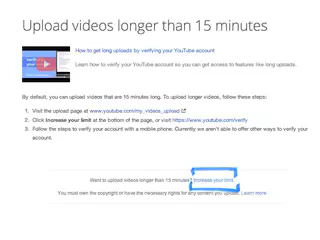 Upload videos longer than 15 minutes
How to get long uploads by verifying your YouTube account
Learn how to verify your YouTube account so you can get access to features like long uploads.
By default, you can upload videos that are 15 minutes long. To upload longer videos, follow these steps:
1. Visit the upload page at www.youtube.com/my_videos_upload
2. Click Increase your limit at the bottom of the page, or visit https://www.youtube.com/verify
3. Follow the steps to verify your account with a mobile phone. Currently we aren't able to offer other ways to verify your
account.
Want to upload videos longer than 15 minutes? Increase your limit
You must own the copyright or have the necessary rights for any content you upload. Learn more